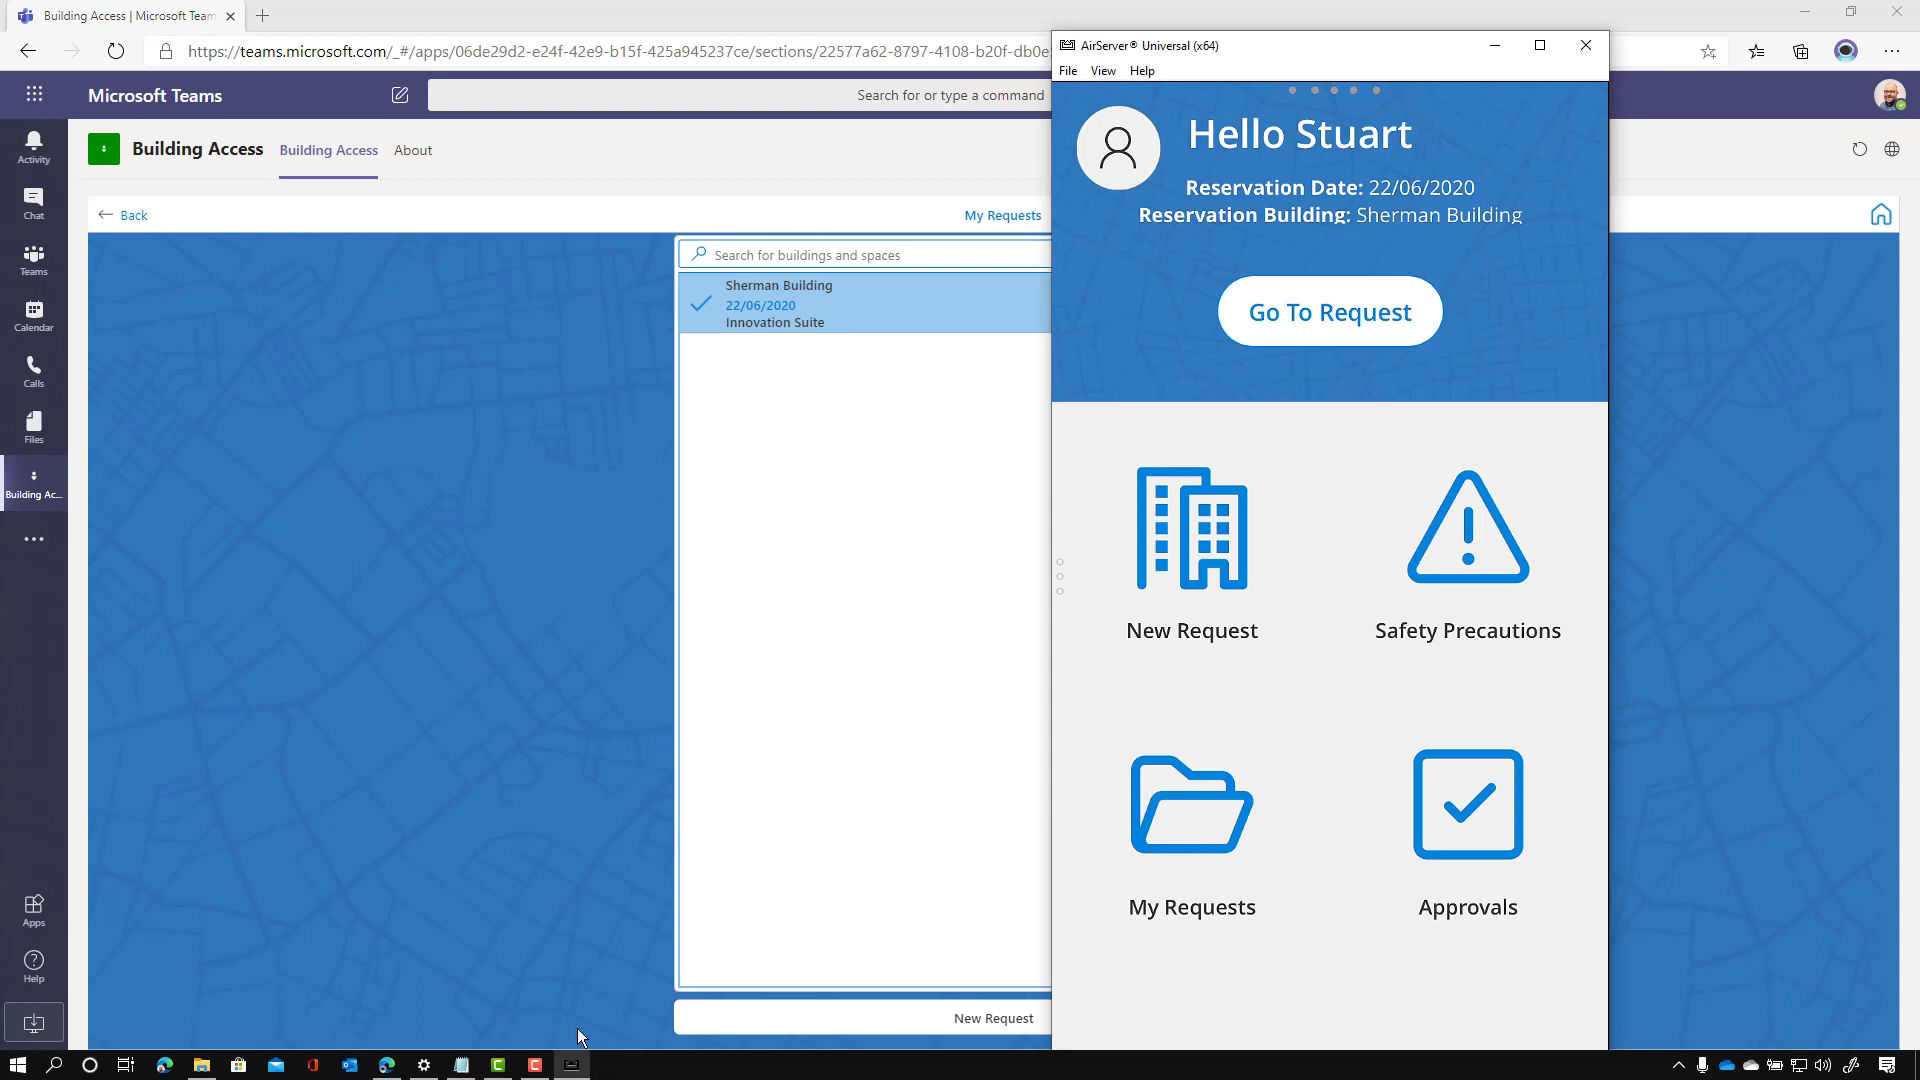 Building Access | Microsoft Team
https://teams.microsoft.com/_#/apps/06de29d2-e24f-42e9-b15f-425a945237ce/sections/22577a62-8797-4108-b20f-db0e
Microsoft Teams
Search for or type a command
Activity
Chat
Teams
Calendar
Calls
Files
Building Ac...
Apps
Help
Building Access
Building Access
About
Back
My Requests
Search for buildings and spaces
Sherman Building
22/06/2020
Innovation Suite
New Request
AirServer® Universal (x64)
File View Help
Hello Stuart
Reservation Date: 22/06/2020
Reservation Building: Sherman Building
Go To Request
New Request
Safety Precautions
My Requests
Approvals